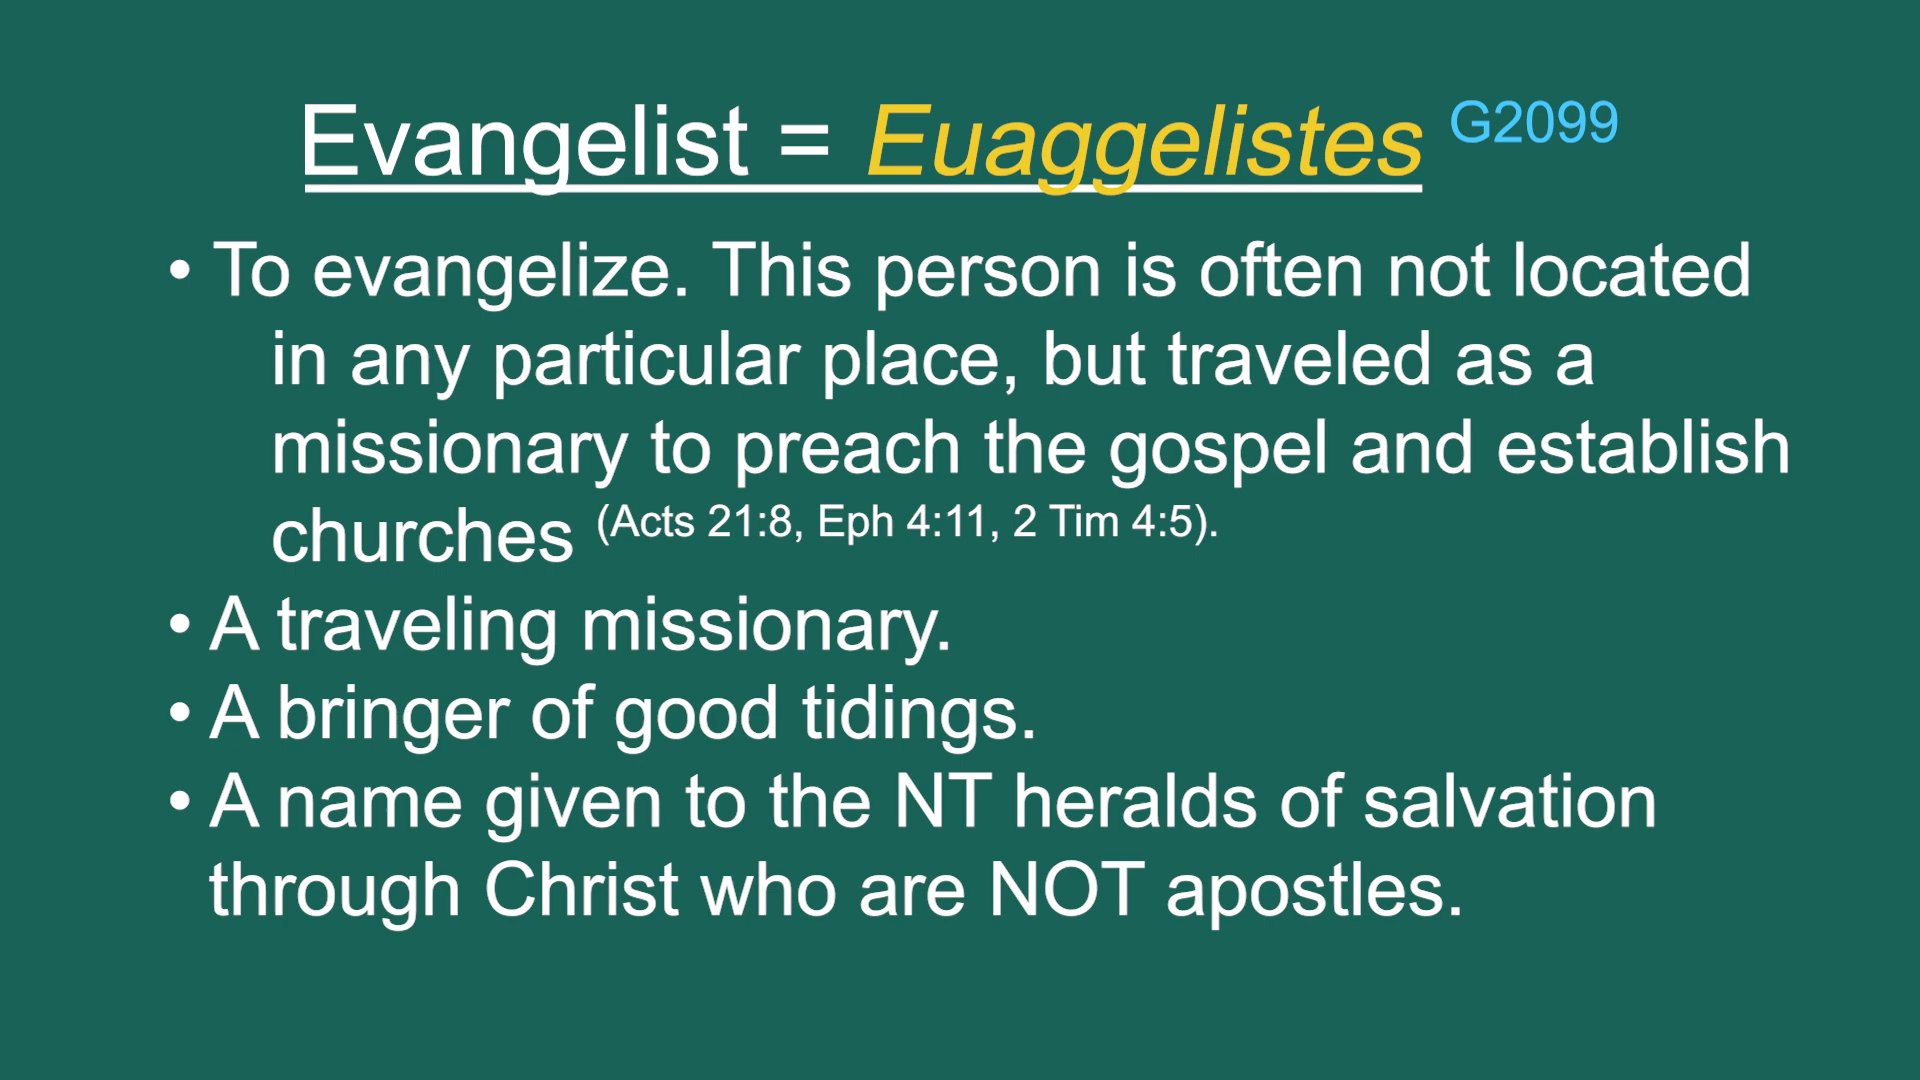 Evangelist = Euaggelistes G2099
• To evangelize. This person is often not located
in any particular place, but traveled as a
missionary to preach the gospel and establish
churches (Acts 21:8, Eph 4:11, 2 Tim 4:5).
• A traveling missionary.
• A bringer of good tidings.
• A name given to the NT heralds of salvation
through Christ who are NOT apostles.